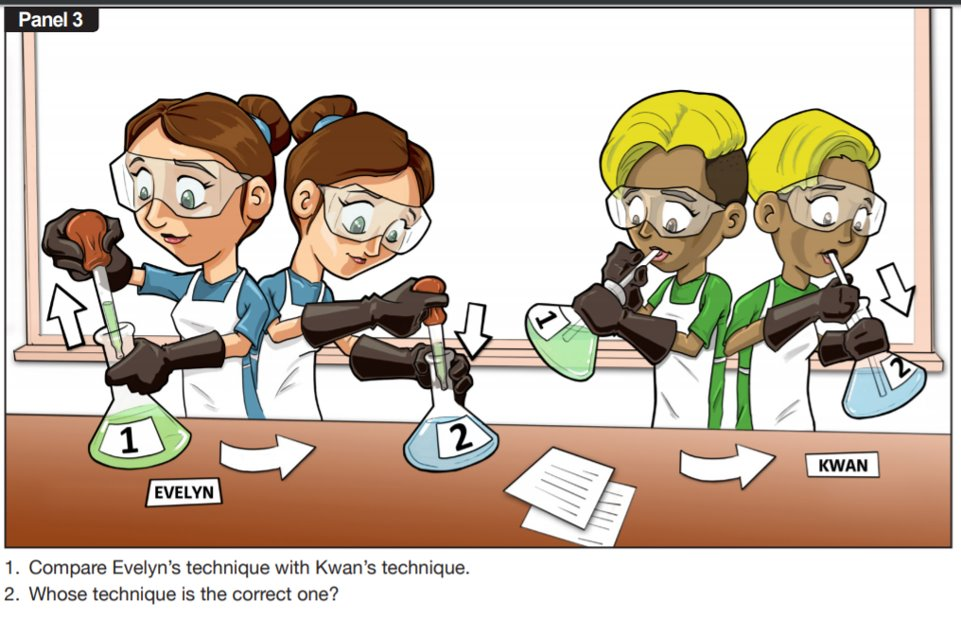 Panel 3
1
2
1
2
EVELYN
KWAN
1. Compare Evelyn's technique with Kwan's technique.
2. Whose technique is the correct one?